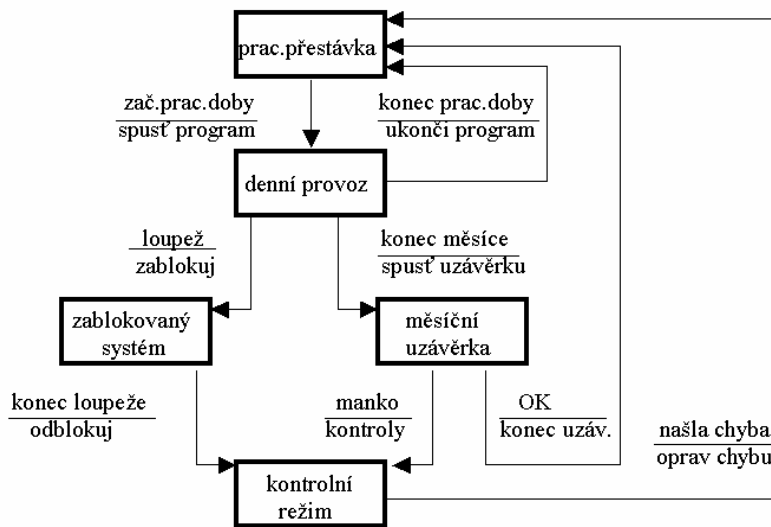 prac.přestávka
zač.prac.doby
spusť program
konec prac.doby
ukonči program
denní provoz
loupež
zablokuj
konec měsíce
spusť uzávěrku
zablokovaný
systém
měsíční
uzávěrka
konec loupeže
odblokuj
manko
kontroly
OK
konec uzáv.
našla chyba
oprav chybu
kontrolní
režim